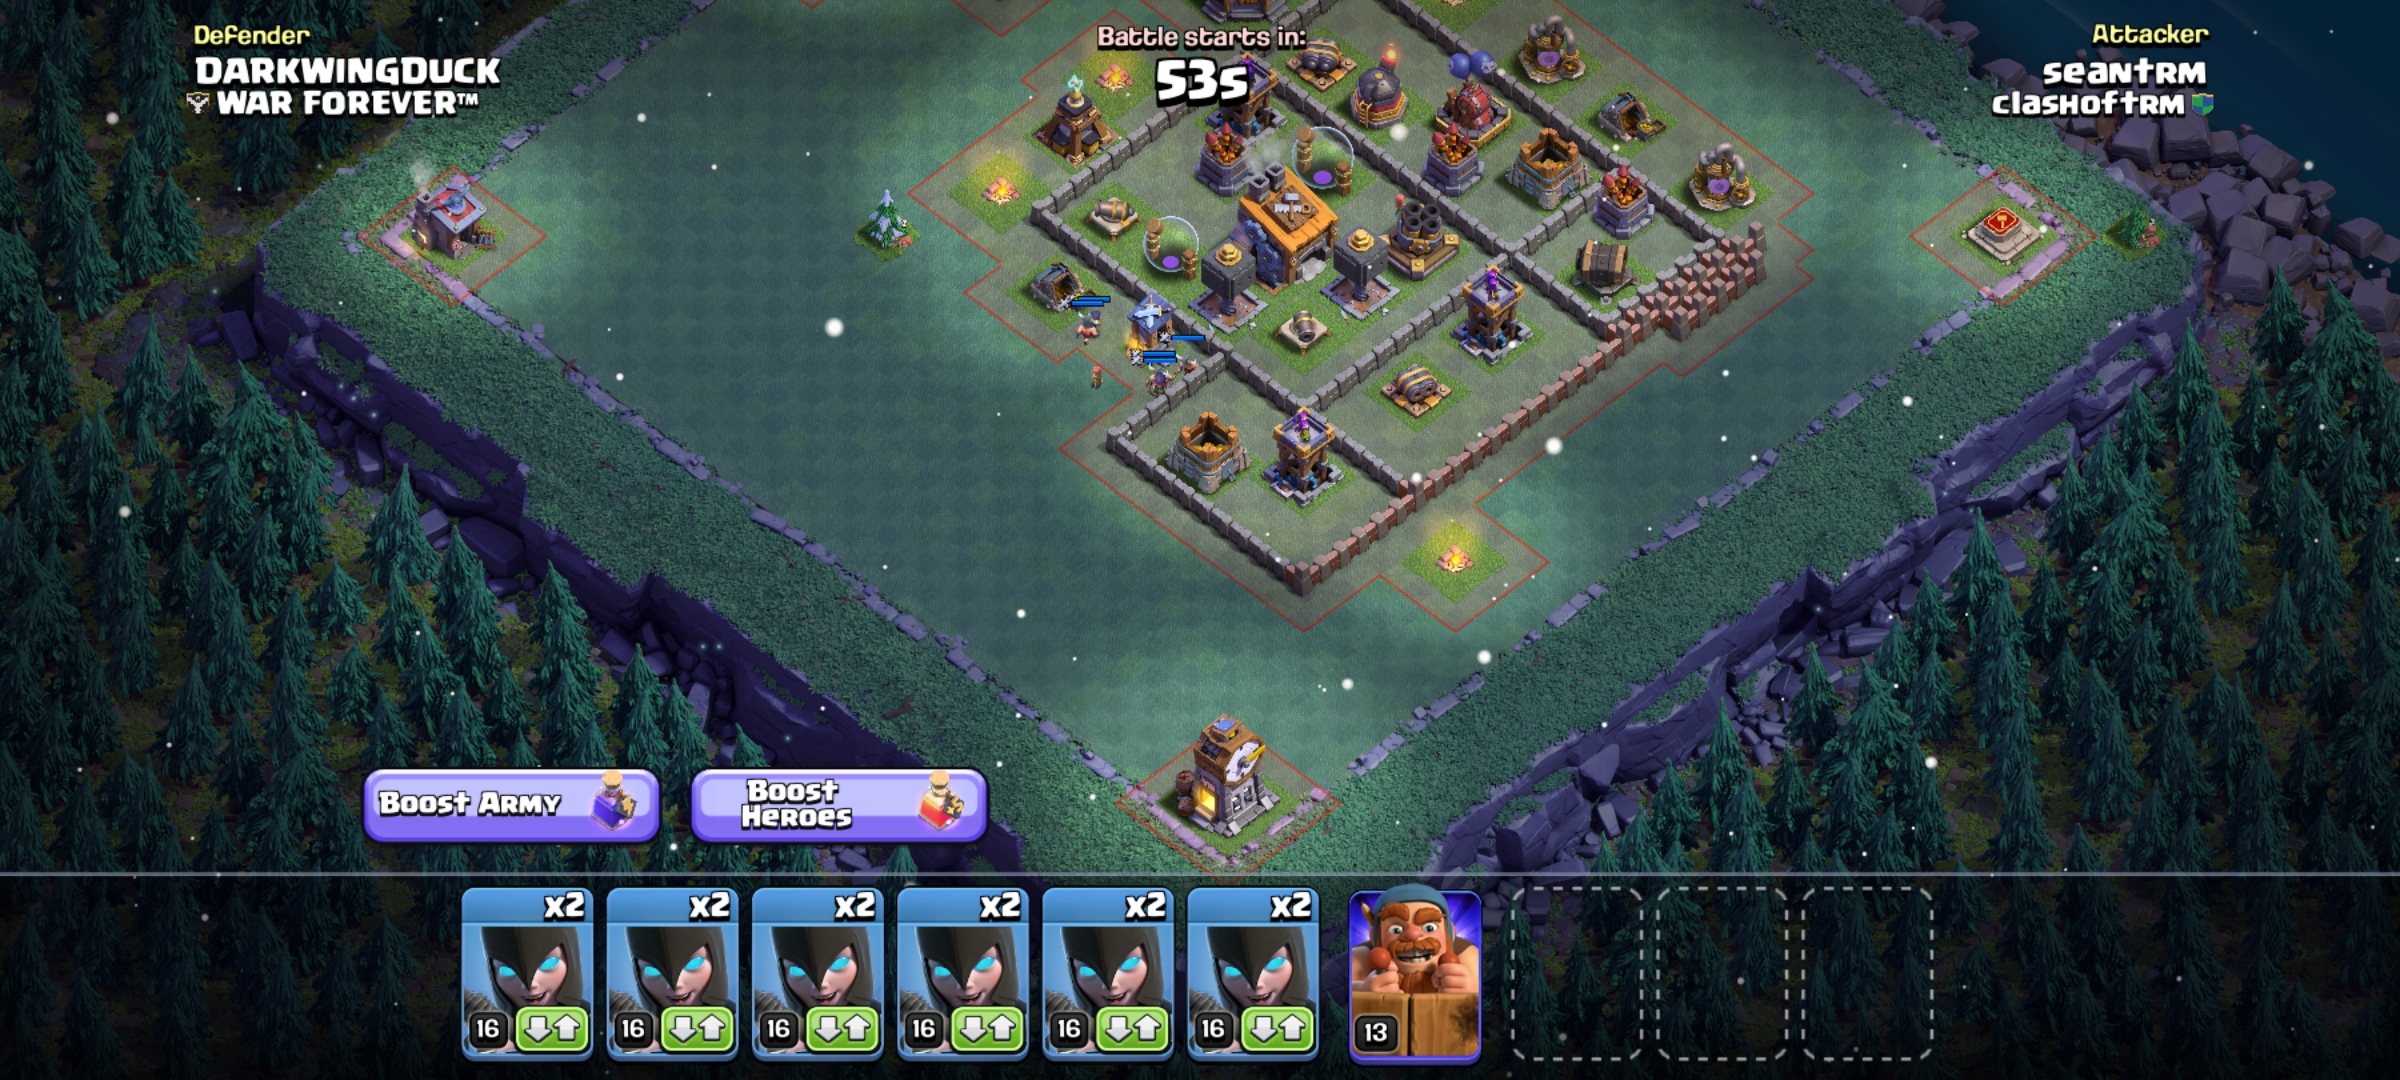 Defender
DARKWINGDUCK
WAR FOREVER™
Battle starts in:
53s
Attacker
seantRM
clashoftRM
Boost Army
Boost
Heroes
x2
x2
x2
x2
x2
x2
16
16
16
16
16
16
13